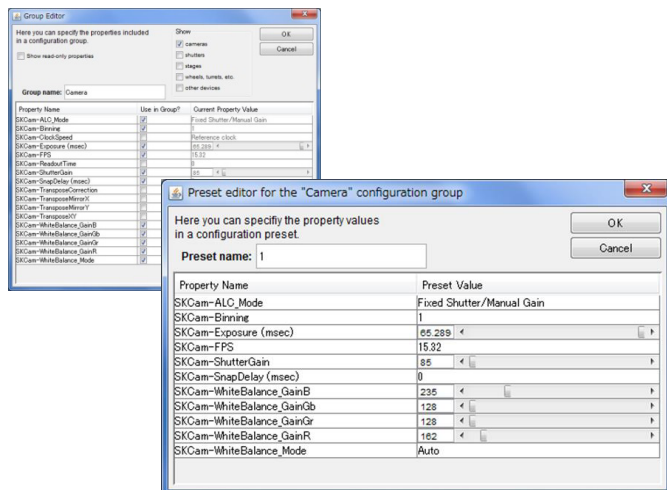 Group Editor
Here you can specify the properties included
in a configuration group.
Show read-only properties
Show
cameras
shutters
stages
wheels, turrets, etc.
other devices
OK
Cancel
Group name: Camera
Property Name Use in Group? Current Property Value
SKCam-ALC_Mode Fixed Shutter/Manual Gain
SKCam-Binning 1
SKCam-ClockSpeed Reference clock
SKCam-Exposure (msec) 65.289
SKCam-FPS 15.32
SKCam-ReadoutTime 0
SKCam-ShutterGain 85
SKCam-SnapDelay (msec)
SKCam-TransposeCorrection
SKCam-TransposeMirrorX
SKCam-TransposeMirrorY
SKCam-TransposeXY
SKCam-WhiteBalance_GainB
SKCam-WhiteBalance_GainGb
SKCam-WhiteBalance_GainGr
SKCam-WhiteBalance_GainR
SKCam-WhiteBalance_Mode
Preset editor for the "Camera" configuration group
Here you can specifiy the property values
in a configuration preset.
OK
Cancel
Preset name: 1
Property Name Preset Value
SKCam-ALC_Mode Fixed Shutter/Manual Gain
SKCam-Binning 1
SKCam-Exposure (msec) 65.289
SKCam-FPS 15.32
SKCam-ShutterGain 85
SKCam-SnapDelay (msec) 0
SKCam-WhiteBalance_GainB 235
SKCam-WhiteBalance_GainGb 128
SKCam-WhiteBalance_GainGr 128
SKCam-WhiteBalance_GainR 162
SKCam-WhiteBalance_Mode Auto